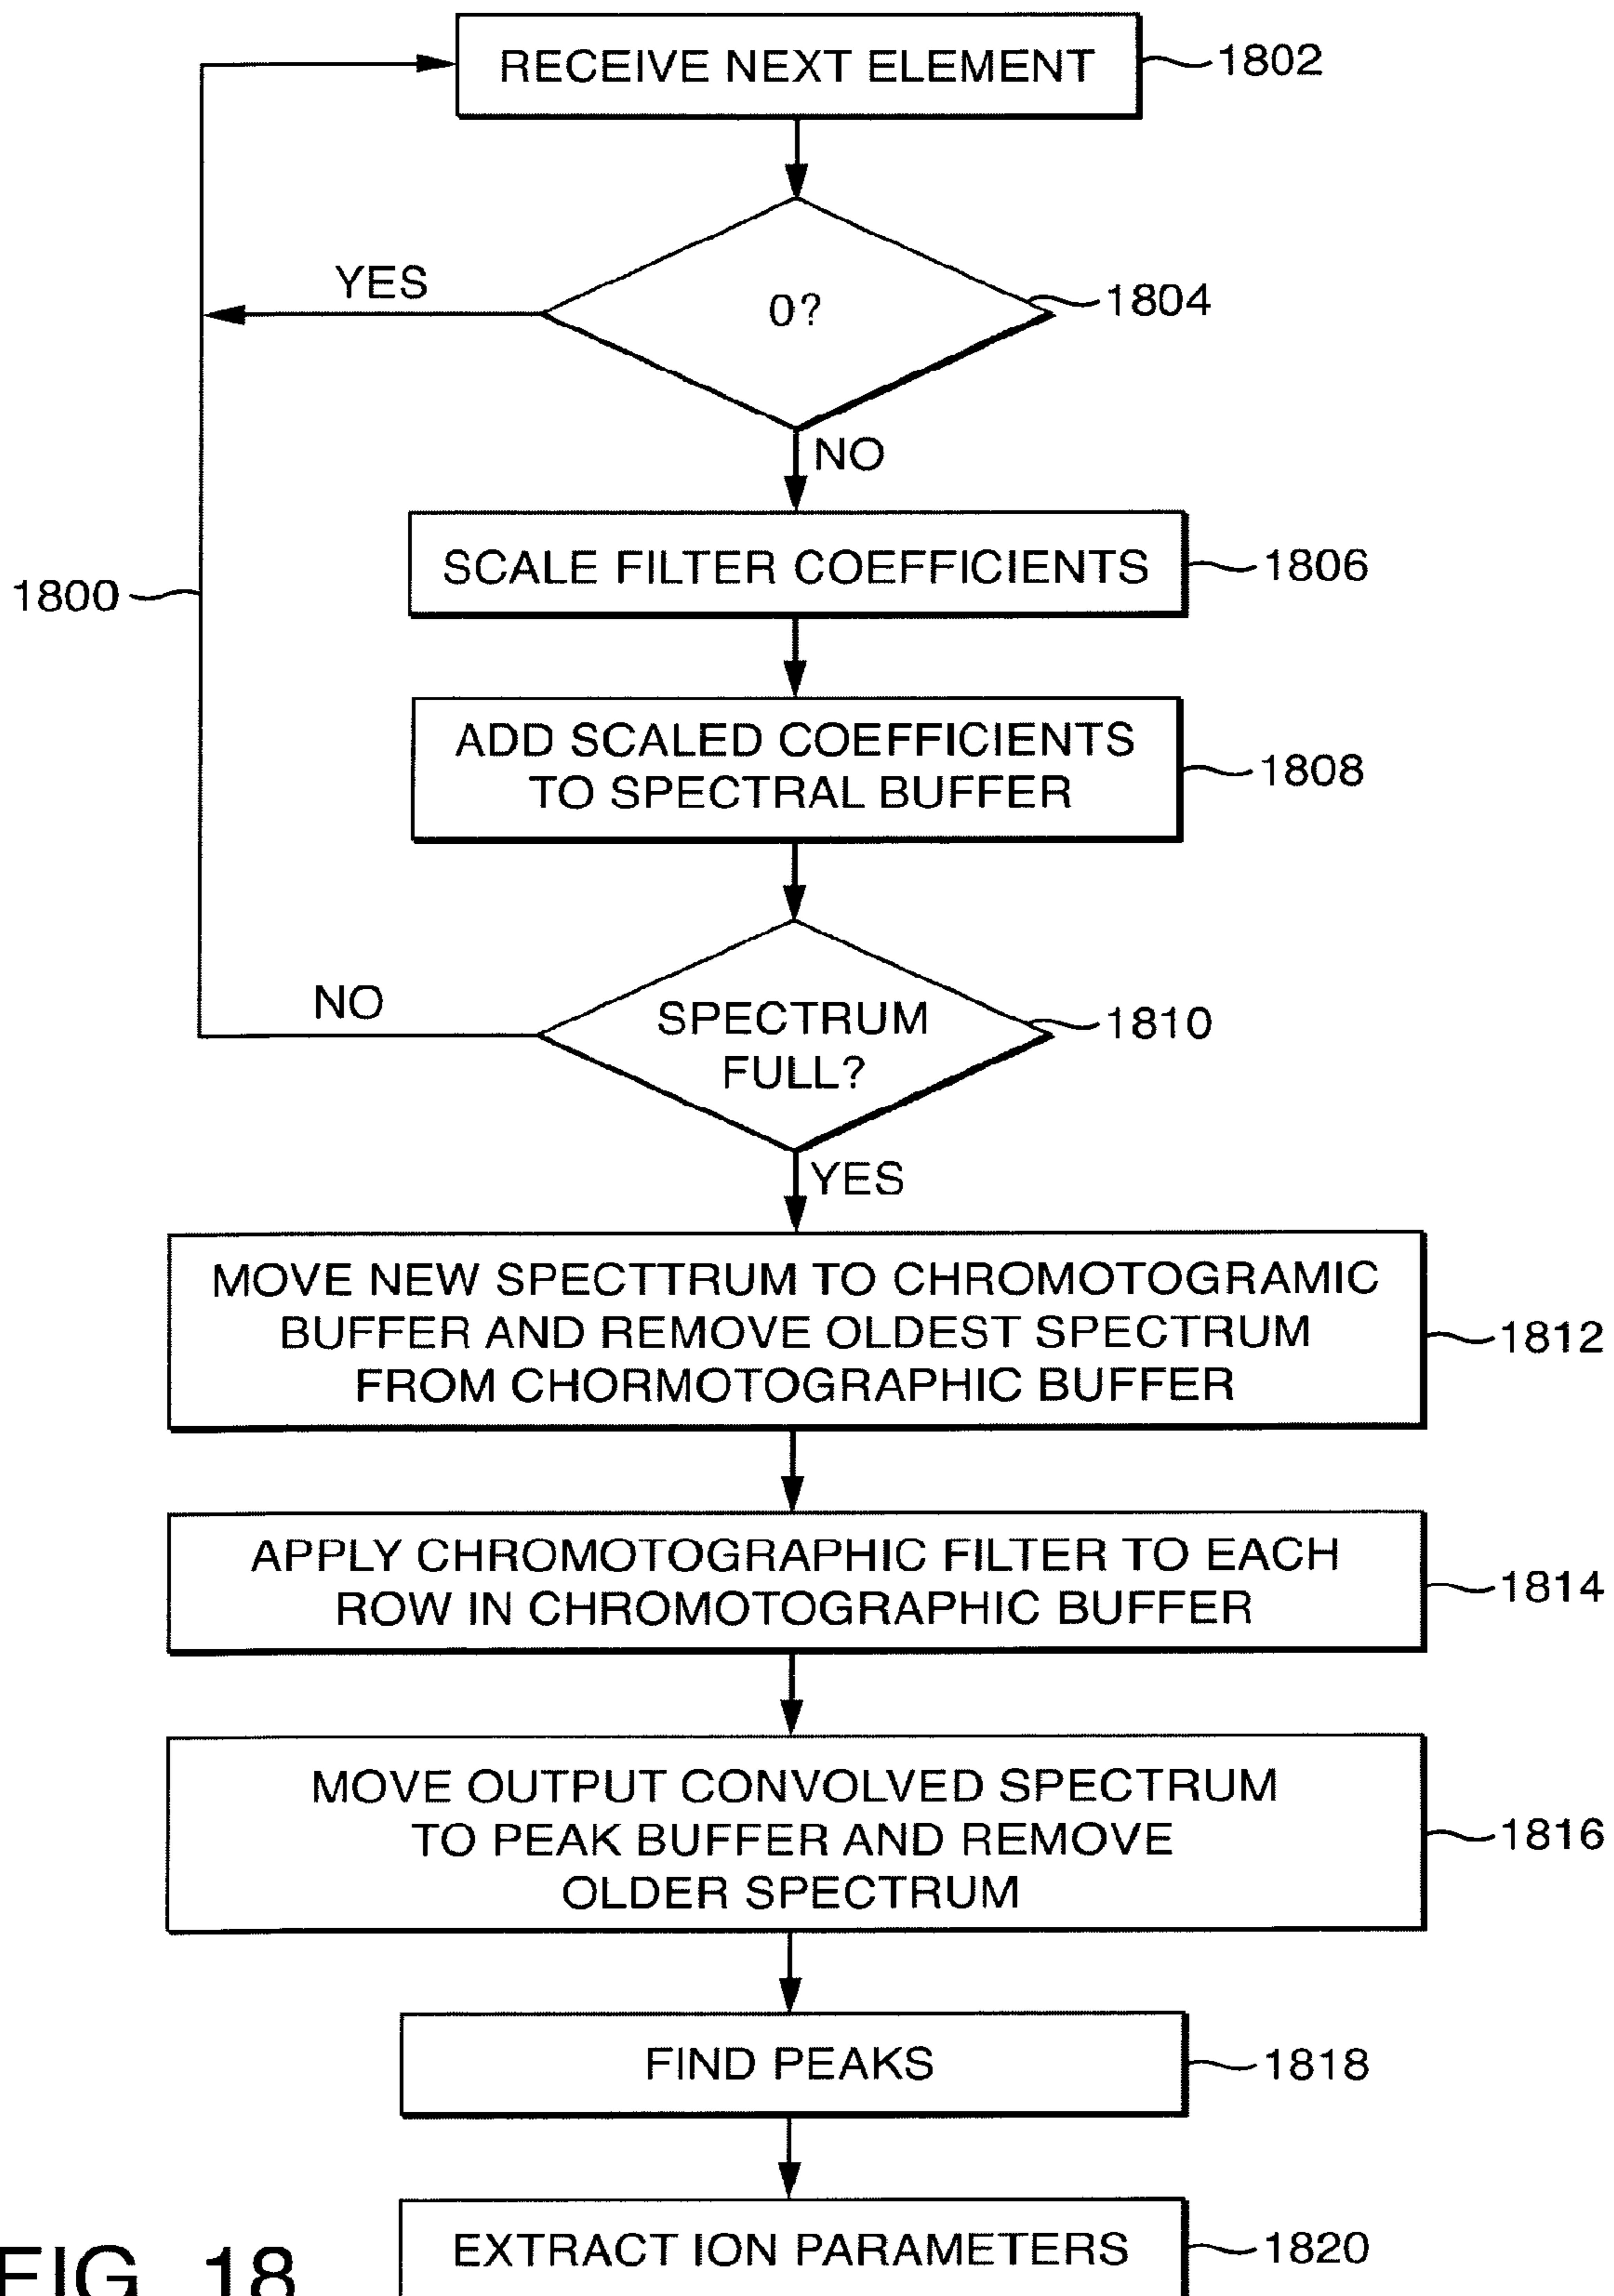 RECEIVE NEXT ELEMENT
1802
YES
0?
1804
NO
1800
SCALE FILTER COEFFICIENTS
1806
ADD SCALED COEFFICIENTS
TO SPECTRAL BUFFER
1808
NO
SPECTRUM
FULL?
1810
YES
MOVE NEW SPECTTRUM TO CHROMOTOGRAMIC
BUFFER AND REMOVE OLDEST SPECTRUM
FROM CHORMOTOGRAPHIC BUFFER
1812
APPLY CHROMOTOGRAPHIC FILTER TO EACH
ROW IN CHROMOTOGRAPHIC BUFFER
1814
MOVE OUTPUT CONVOLVED SPECTRUM
TO PEAK BUFFER AND REMOVE
OLDER SPECTRUM
1816
FIND PEAKS
1818
EXTRACT ION PARAMETERS
1820
FIG. 18